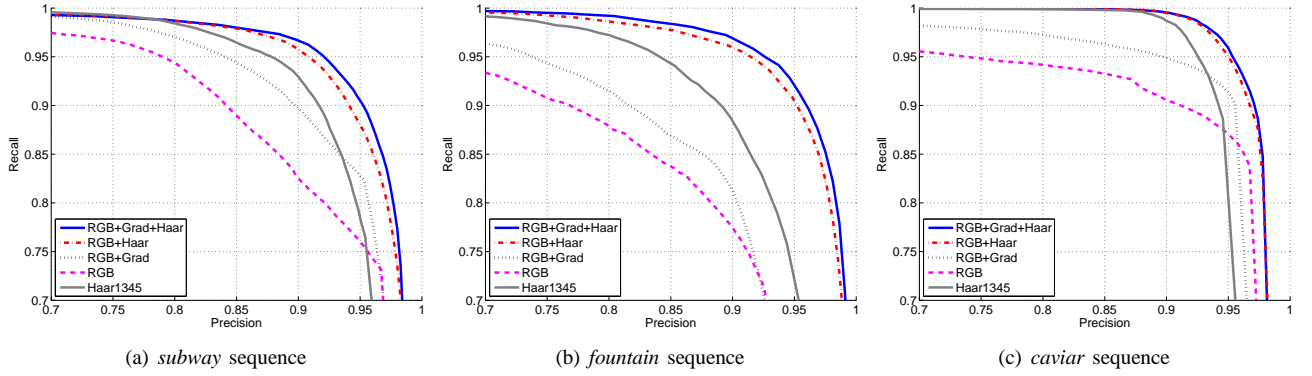 1
0.95
0.9
0.85
0.8
0.75
0.7
Recall
0.7 0.75 0.8 0.85 0.9 0.95 1
Precision
RGB+Grad+Haar
RGB+Haar
RGB+Grad
RGB
Haar1345
(a) subway sequence
1
0.95
0.9
0.85
0.8
0.75
0.7
Recall
0.7 0.75 0.8 0.85 0.9 0.95 1
Precision
RGB+Grad+Haar
RGB+Haar
RGB+Grad
RGB
Haar1345
(b) fountain sequence
1
0.95
0.9
0.85
0.8
0.75
0.7
Recall
0.7 0.75 0.8 0.85 0.9 0.95 1
Precision
RGB+Grad+Haar
RGB+Haar
RGB+Grad
RGB
Haar1345
(c) caviar sequence